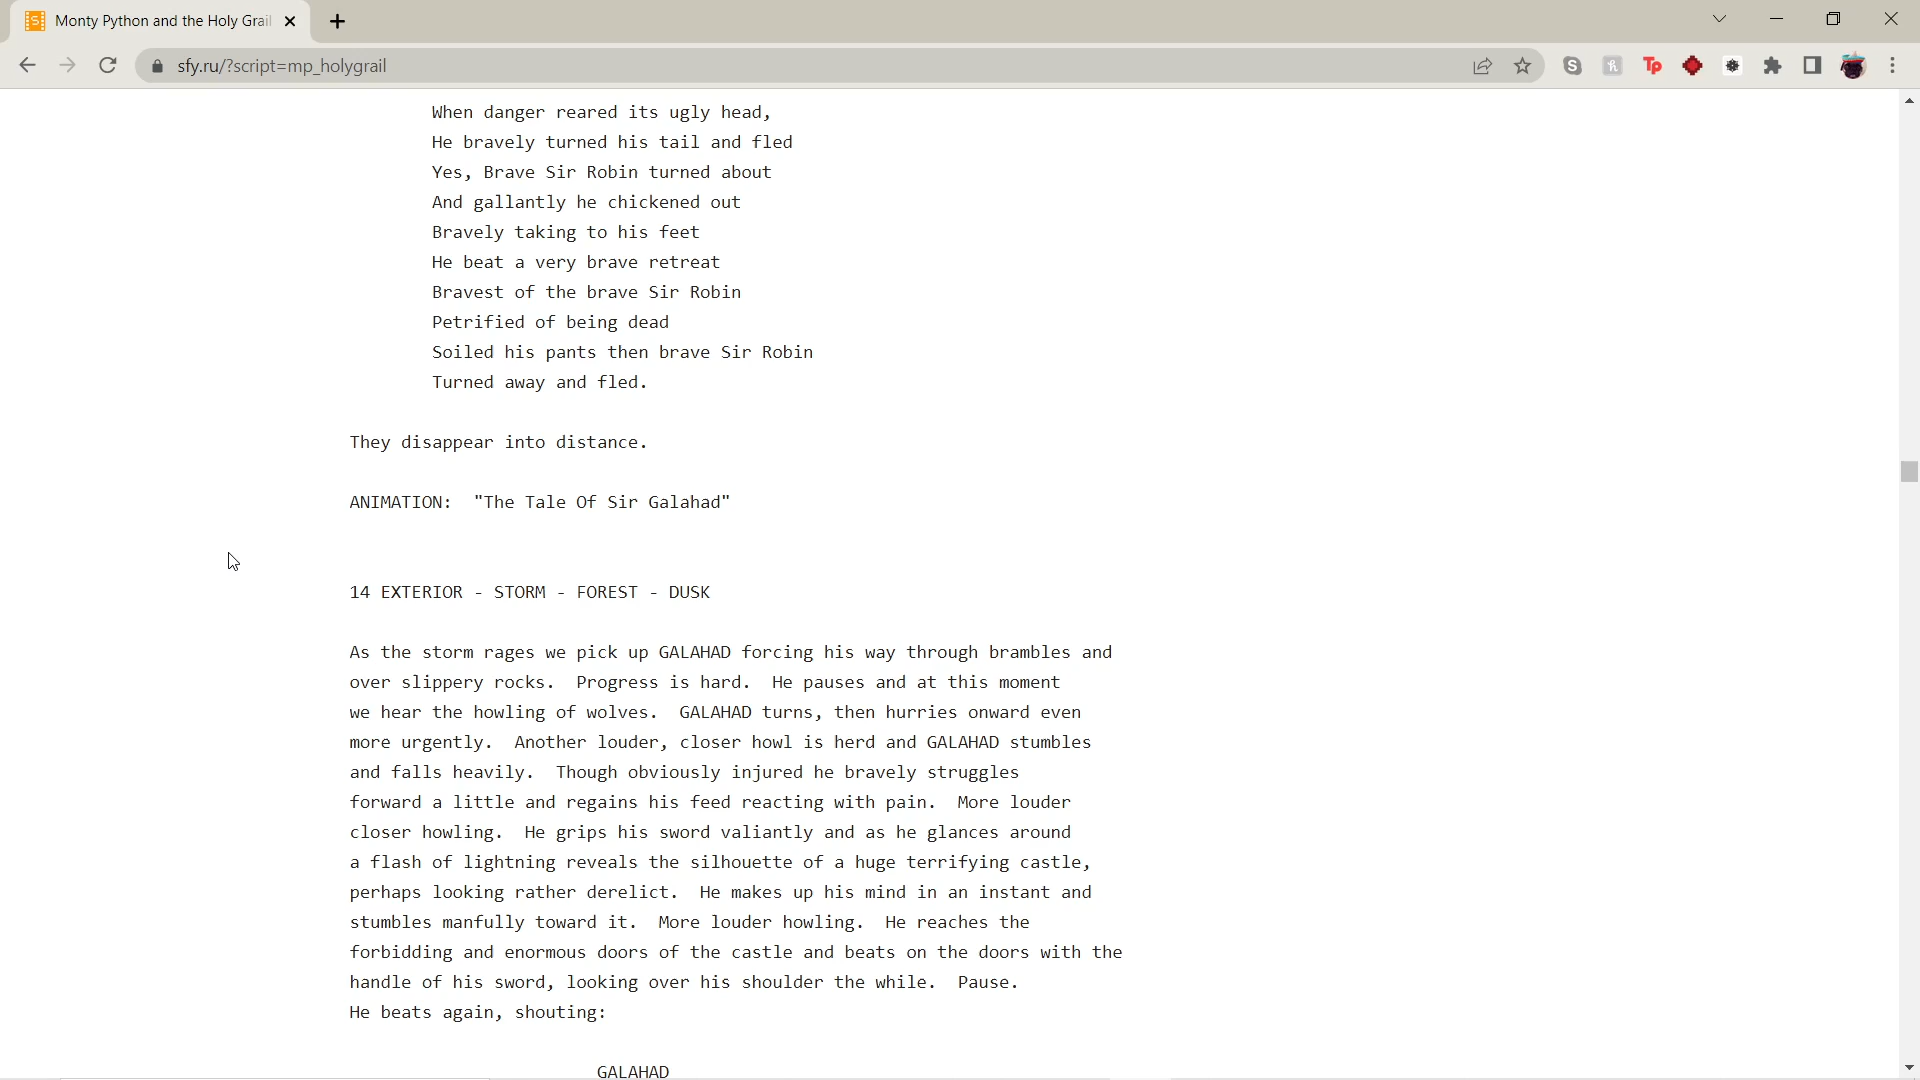 Monty Python and the Holy Grail
sfy.ru/?script=mp_holygrail
When danger reared its ugly head,
He bravely turned his tail and fled
Yes, Brave Sir Robin turned about
And gallantly he chickened out
Bravely taking to his feet
He beat a very brave retreat
Bravest of the brave Sir Robin
Petrified of being dead
Soiled his pants then brave Sir Robin
Turned away and fled.
They disappear into distance.
ANIMATION:  "The Tale Of Sir Galahad"
14 EXTERIOR - STORM - FOREST - DUSK
As the storm rages we pick up GALAHAD forcing his way through brambles and
over slippery rocks.  Progress is hard.  He pauses and at this moment
we hear the howling of wolves.  GALAHAD turns, then hurries onward even
more urgently.  Another louder, closer howl is herd and GALAHAD stumbles
and falls heavily.  Though obviously injured he bravely struggles
forward a little and regains his feed reacting with pain.  More louder
closer howling.  He grips his sword valiantly and as he glances around
a flash of lightning reveals the silhouette of a huge terrifying castle,
perhaps looking rather derelict.  He makes up his mind in an instant and
stumbles manfully toward it.  More louder howling.  He reaches the
forbidding and enormous doors of the castle and beats on the doors with the
handle of his sword, looking over his shoulder the while.  Pause.
He beats again, shouting:
GALAHAD